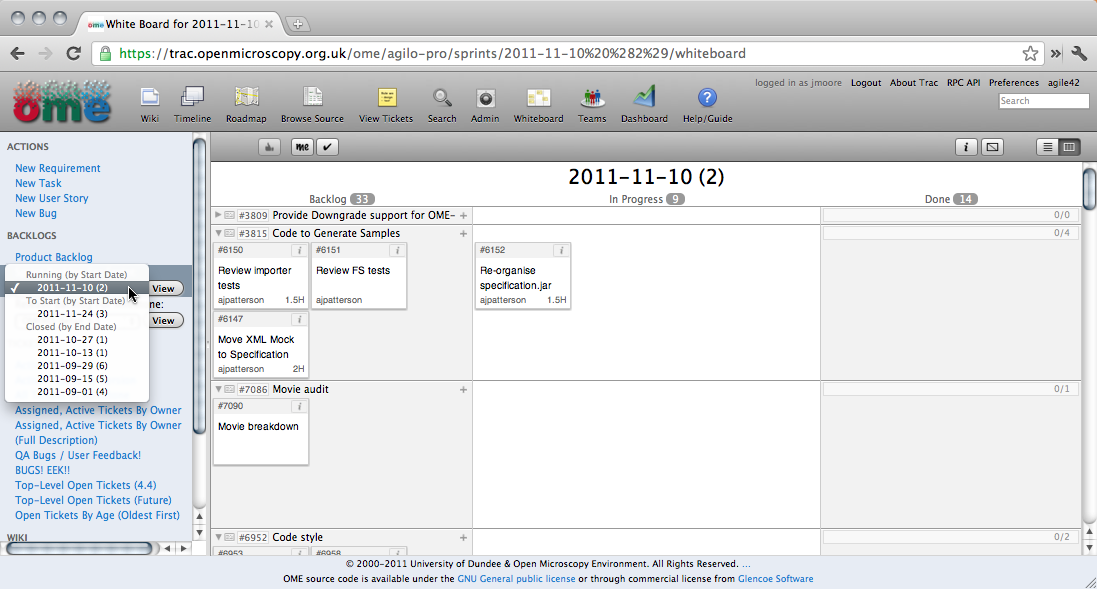 ome White Board for 2011-11-10
https://trac.openmicroscopy.org.uk/ome/agilo-pro/sprints/2011-11-10%20%282%29/whiteboard
logged in as jmoore Logout About Trac RPC API Preferences agile42
Search
ome
Wiki Timeline Roadmap Browse Source View Tickets Search Admin Whiteboard Teams Dashboard Help/Guide
ACTIONS
New Requirement
New Task
New User Story
New Bug
BACKLOGS
Product Backlog
Running (by Start Date)
✓ 2011-11-10 (2)
View
To Start (by Start Date)
ne:
2011-11-24 (3)
View
Closed (by End Date)
2011-10-27 (1)
2011-10-13 (1)
2011-09-29 (6)
2011-09-15 (5)
2011-09-01 (4)
Assigned, Active Tickets By Owner
Assigned, Active Tickets By Owner
(Full Description)
QA Bugs / User Feedback!
BUGS! EEK!!
Top-Level Open Tickets (4.4)
Top-Level Open Tickets (Future)
Open Tickets By Age (Oldest First)
WIKI
me ✔ i
2011-11-10 (2)
Backlog 33 In Progress 9 Done 14
#3809 Provide Downgrade support for OME- + 0/0
#3815 Code to Generate Samples + 0/4
#6150 i
Review importer
tests
ajpatterson 1.5H
#6151 i
Review FS tests
ajpatterson
#6152 i
Re-organise
specification.jar
ajpatterson 1.5H
#6147 i
Move XML Mock
to Specification
ajpatterson 2H
#7086 Movie audit + 0/1
#7090 i
Movie breakdown
#6952 Code style + 0/2
#6953 i #6958 i
© 2000-2011 University of Dundee & Open Microscopy Environment. All Rights Reserved. ...
OME source code is available under the GNU General public license or through commercial license from Glencoe Software